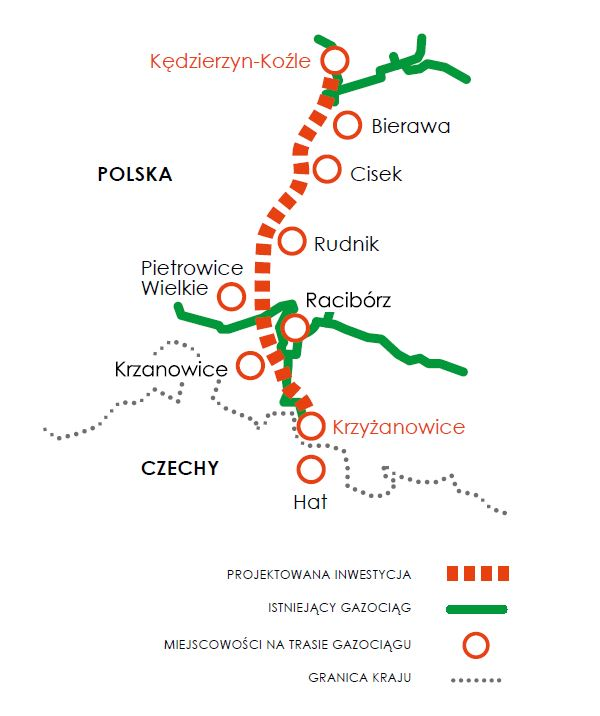 Kędzierzyn-Koźle
Bierawa
POLSKA
Cisek
Rudnik
Pietrowice
Wielkie
Racibórz
Krzanowice
Krzyżanowice
CZECHY
Hat
PROJEKTOWANA INWESTYCJA
ISTNIEJĄCY GAZOCIĄG
MIEJSCOWOŚCI NA TRASIE GAZOCIĄGU
GRANICA KRAJU